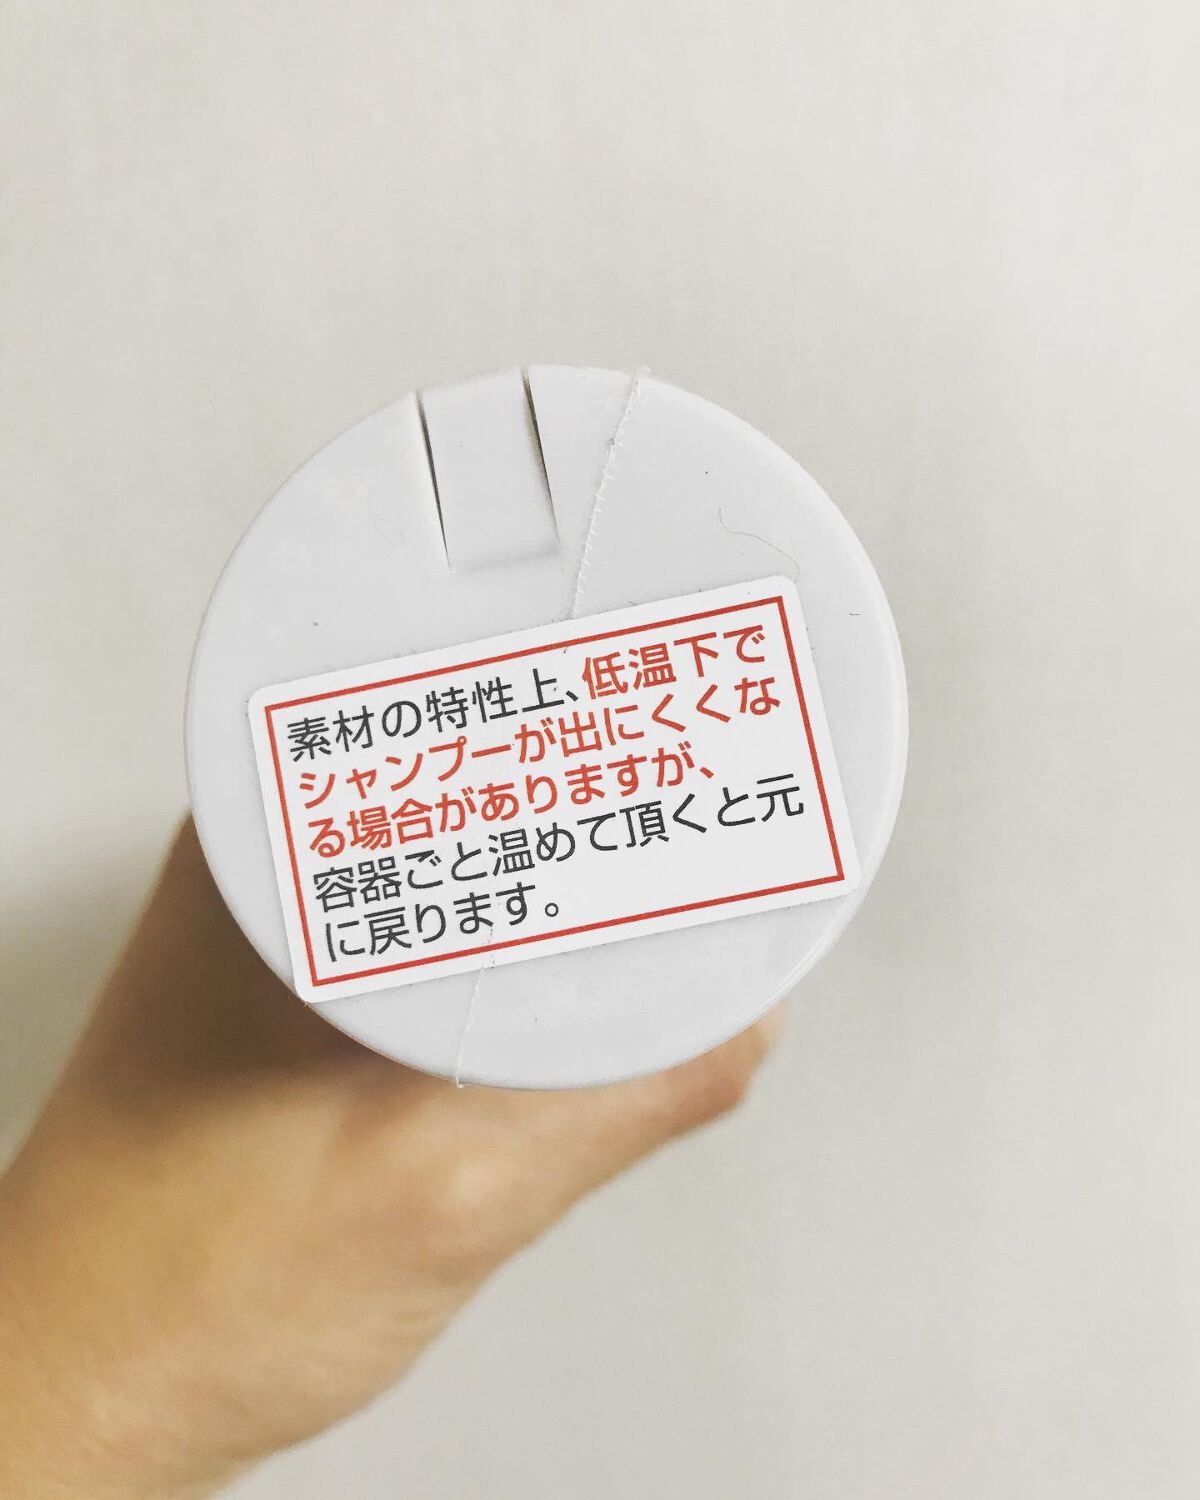 素材の特性上、低温下で
シャンプーが出にくくな
る場合がありますが、
容器ごと温めて頂くと元
に戻ります。